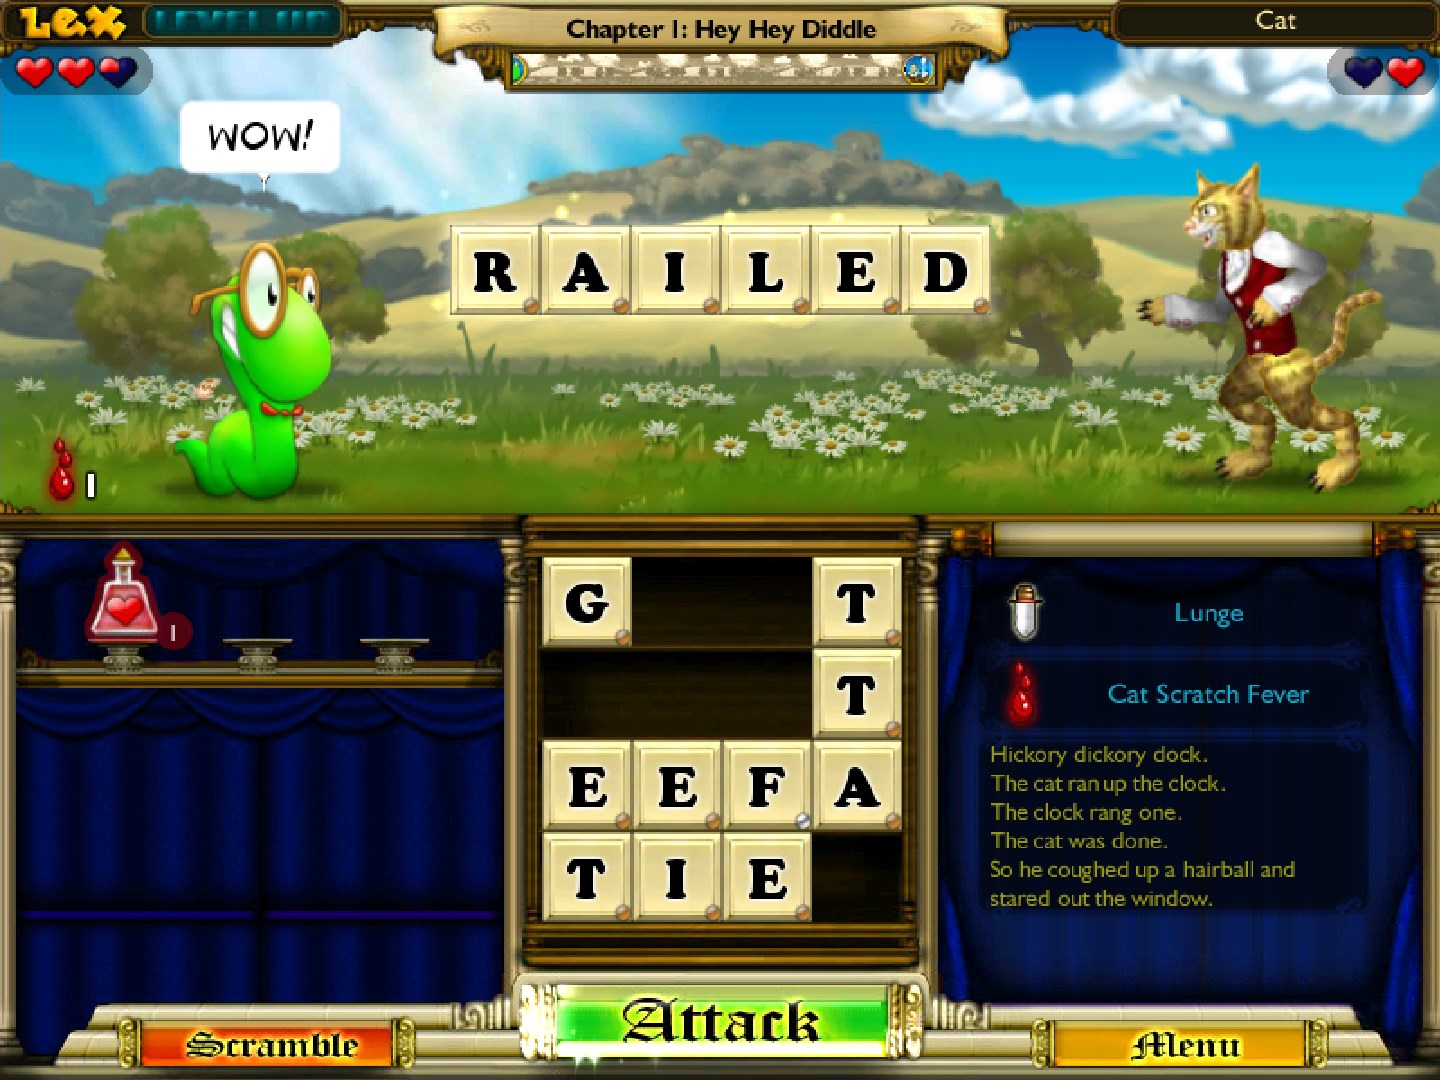 Lex
LEVEL UP
Chapter 1: Hey Hey Diddle
Cat
WOW!
R A I L E D
1
1
G T
T
E E F A
T I E
Lunge
Cat Scratch Fever
Hickory dickory dock.
The cat ran up the clock.
The clock rang one.
The cat was done.
So he coughed up a hairball and
stared out the window.
Scramble
Attack
Menu